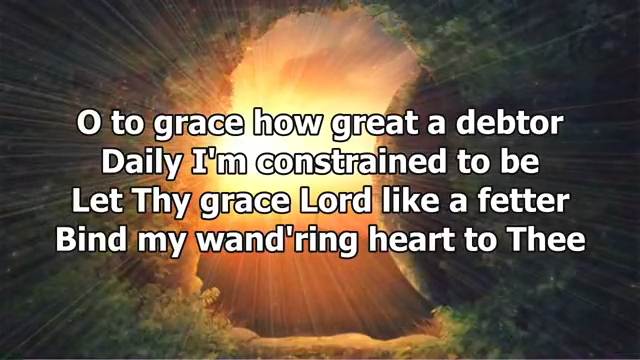 O to grace how great a debtor
Daily I'm constrained to be
Let Thy grace Lord like a fetter
Bind my wand'ring heart to Thee